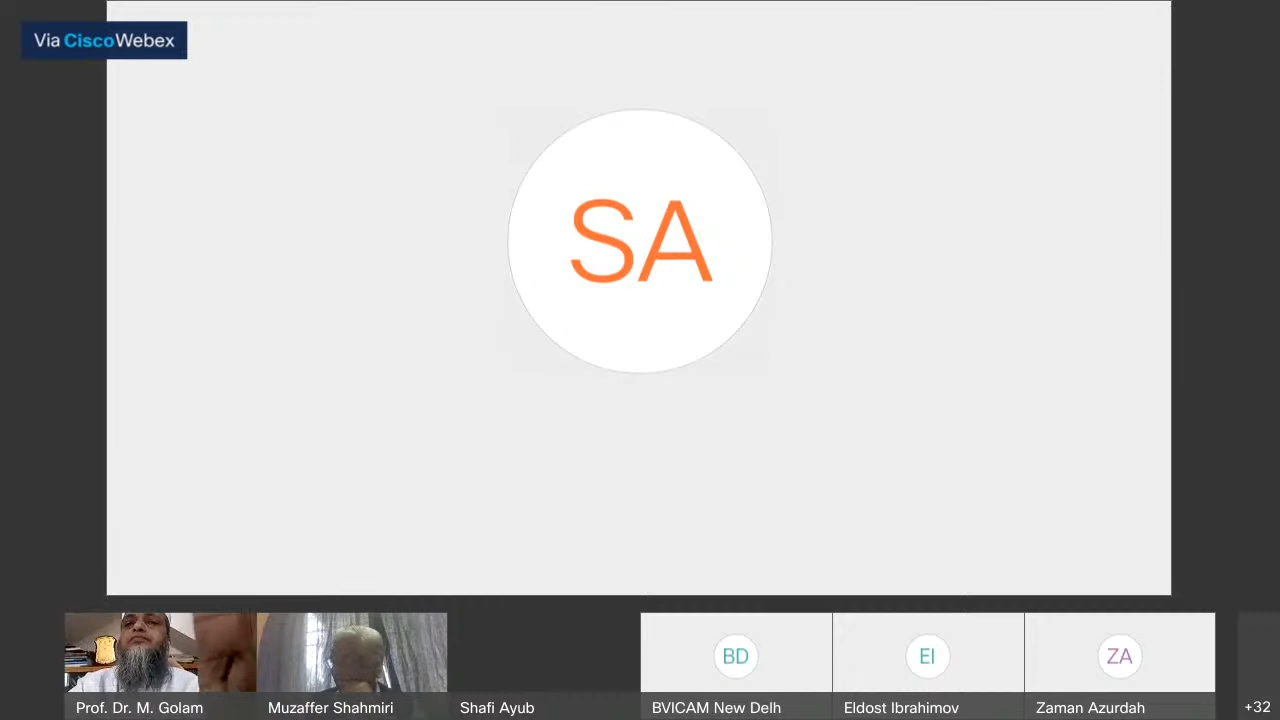 Via CiscoWebex
SA
BD
EI
ZA
Prof. Dr. M. Golam
Muzaffer Shahmiri
Shafi Ayub
BVICAM New Delh
Eldost Ibrahimov
Zaman Azurdah
+32